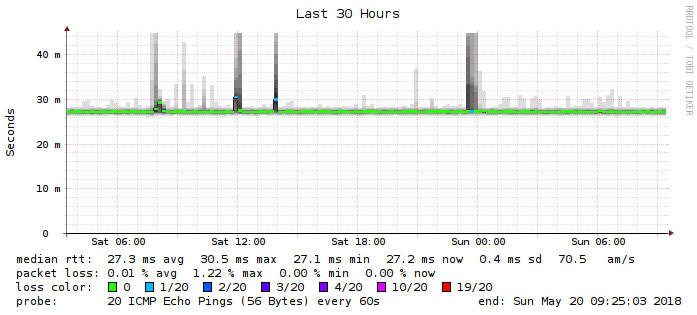 Last 30 Hours
RRDTOOL / TOBI OETIKER
Seconds
40 m
30 m
20 m
10 m
0
Sat 06:00 Sat 12:00 Sat 18:00 Sun 00:00 Sun 06:00
median rtt: 27.3 ms avg 30.5 ms max 27.1 ms min 27.2 ms now 0.4 ms sd 70.5 am/s
packet loss: 0.01 % avg 1.22 % max 0.00 % min 0.00 % now
loss color: 0 1/20 2/20 3/20 4/20 10/20 19/20
probe: 20 ICMP Echo Pings (56 Bytes) every 60s end: Sun May 20 09:25:03 2018